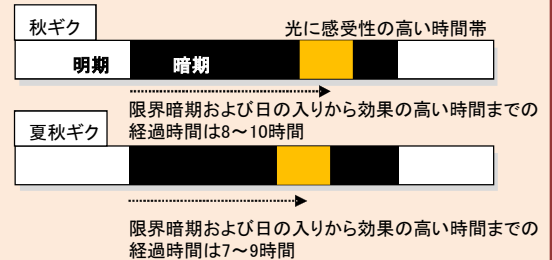 秋ギク
光に感受性の高い時間帯
明期
暗期
限界暗期および日の入りから効果の高い時間までの
経過時間は8～10時間
夏秋ギク
限界暗期および日の入りから効果の高い時間までの
経過時間は7～9時間